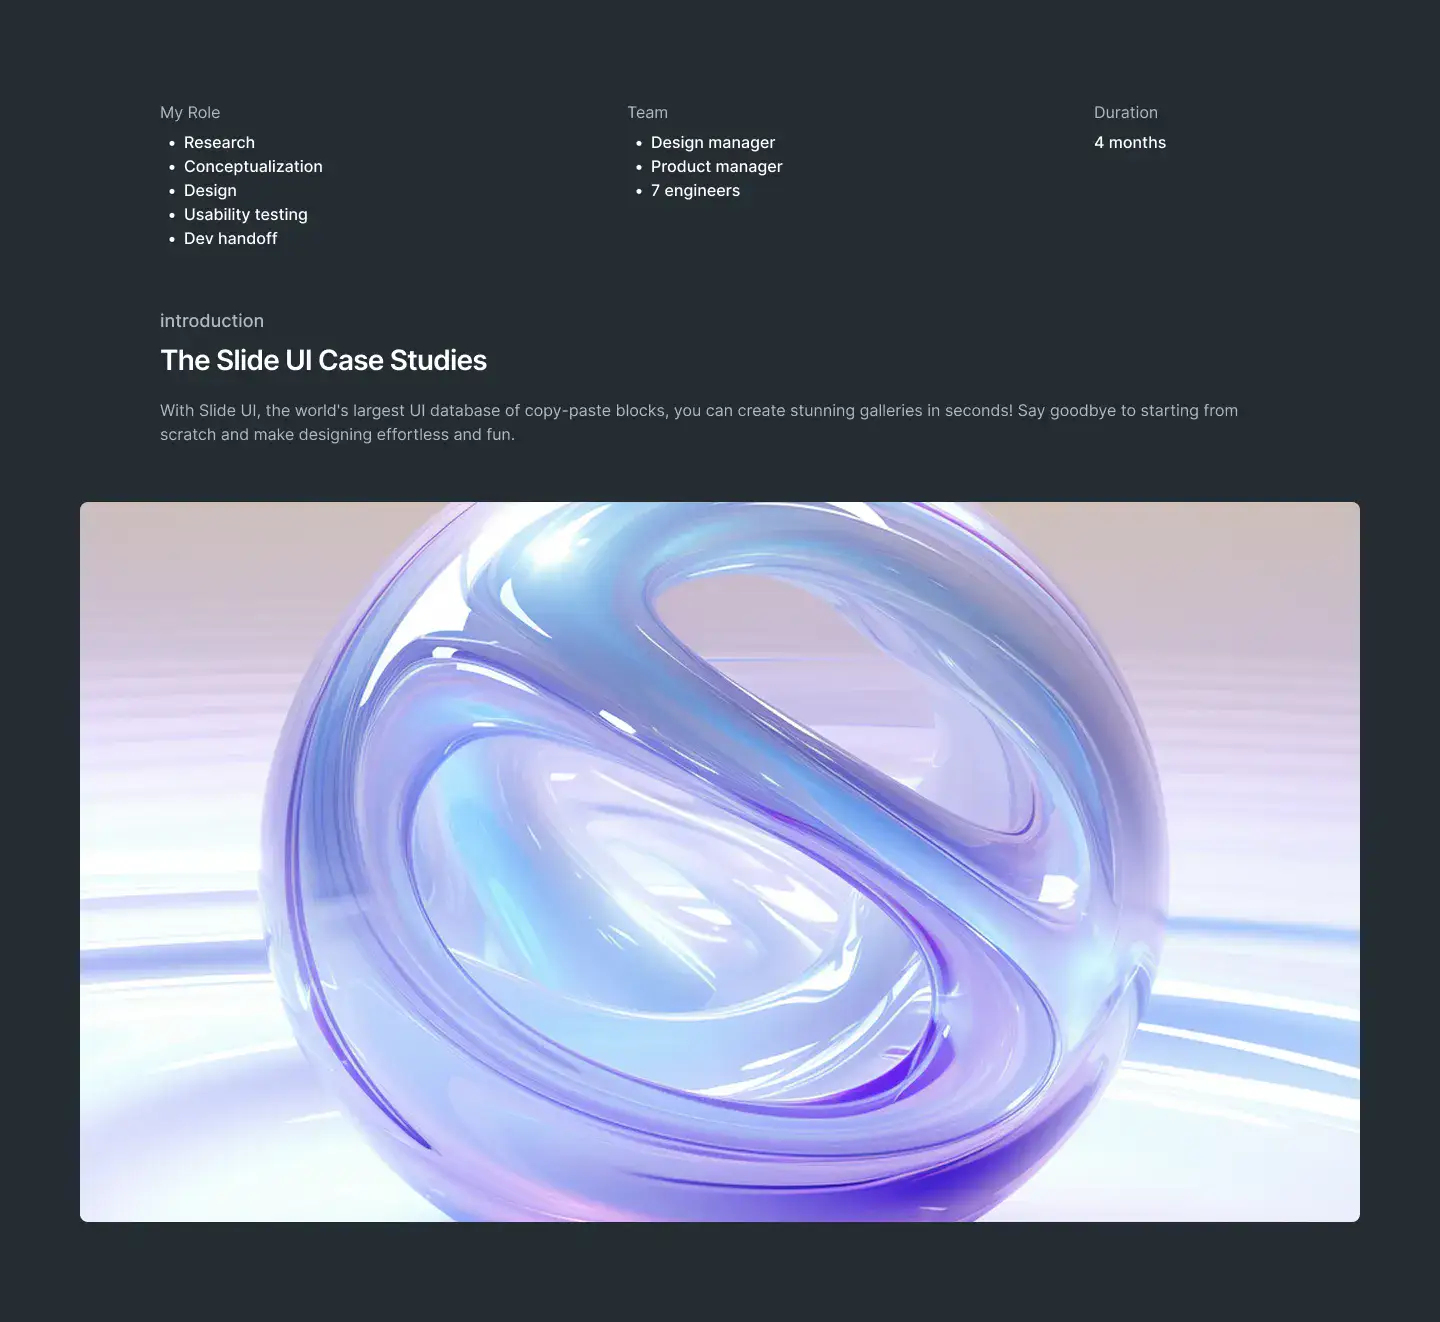 My Role
• Research
• Conceptualization
• Design
• Usability testing
• Dev handoff
Team
• Design manager
• Product manager
• 7 engineers
Duration
4 months
introduction
The Slide UI Case Studies
With Slide UI, the world's largest UI database of copy-paste blocks, you can create stunning galleries in seconds! Say goodbye to starting from
scratch and make designing effortless and fun.